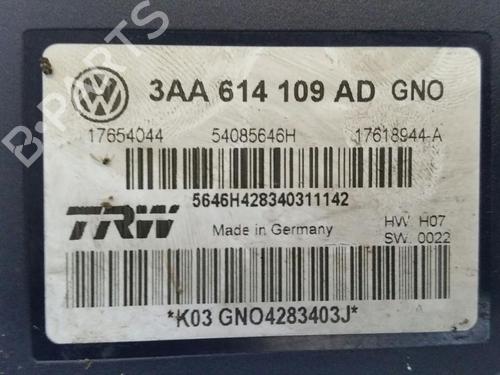 3AA 614 109 AD GNO
17654044 54085646H 17618944-A
5646H428340311142
TRW Made in Germany HW H07
SW 0022
*K03 GNO4283403J*
B-PARTS